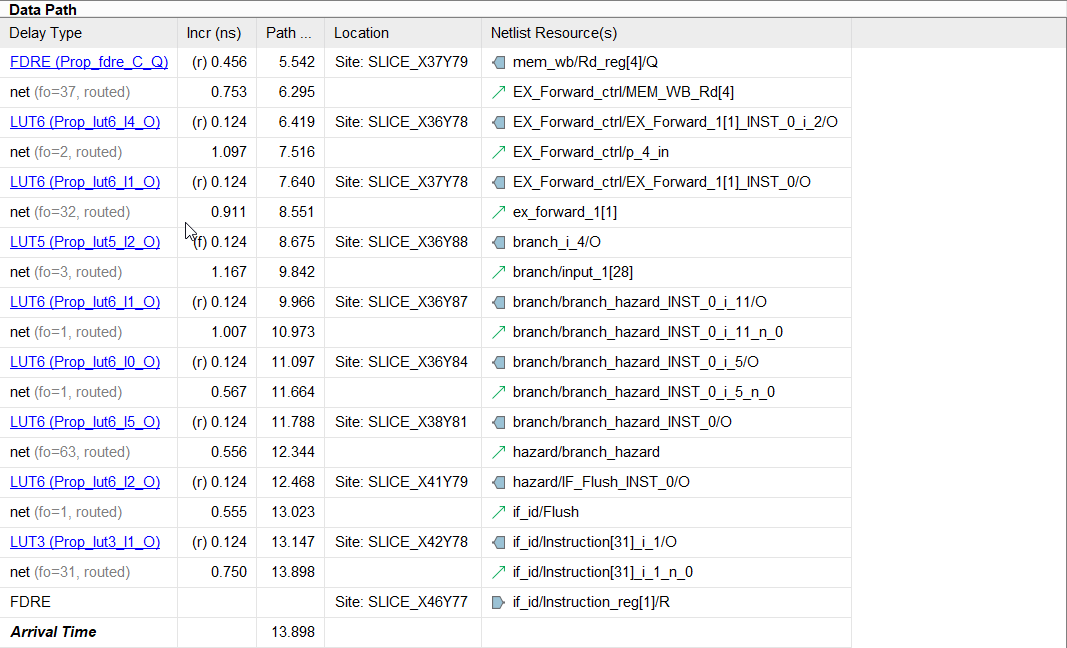 Data Path
Delay Type Incr (ns) Path ... Location Netlist Resource(s)
FDRE (Prop_fdre_C_Q) (r) 0.456 5.542 Site: SLICE_X37Y79 mem_wb/Rd_reg[4]/Q
net (fo=37, routed) 0.753 6.295 EX_Forward_ctrl/MEM_WB_Rd[4]
LUT6 (Prop_lut6_I4_O) (r) 0.124 6.419 Site: SLICE_X36Y78 EX_Forward_ctrl/EX_Forward_1[1]_INST_0_i_2/O
net (fo=2, routed) 1.097 7.516 EX_Forward_ctrl/p_4_in
LUT6 (Prop_lut6_I1_O) (r) 0.124 7.640 Site: SLICE_X37Y78 EX_Forward_ctrl/EX_Forward_1[1]_INST_0/O
net (fo=32, routed) 0.911 8.551 ex_forward_1[1]
LUT5 (Prop_lut5_I2_O) (f) 0.124 8.675 Site: SLICE_X36Y88 branch_i_4/O
net (fo=3, routed) 1.167 9.842 branch/input_1[28]
LUT6 (Prop_lut6_I1_O) (r) 0.124 9.966 Site: SLICE_X36Y87 branch/branch_hazard_INST_0_i_11/O
net (fo=1, routed) 1.007 10.973 branch/branch_hazard_INST_0_i_11_n_0
LUT6 (Prop_lut6_I0_O) (r) 0.124 11.097 Site: SLICE_X36Y84 branch/branch_hazard_INST_0_i_5/O
net (fo=1, routed) 0.567 11.664 branch/branch_hazard_INST_0_i_5_n_0
LUT6 (Prop_lut6_I5_O) (r) 0.124 11.788 Site: SLICE_X38Y81 branch/branch_hazard_INST_0/O
net (fo=63, routed) 0.556 12.344 hazard/branch_hazard
LUT6 (Prop_lut6_I2_O) (r) 0.124 12.468 Site: SLICE_X41Y79 hazard/IF_Flush_INST_0/O
net (fo=1, routed) 0.555 13.023 if_id/Flush
LUT3 (Prop_lut3_I1_O) (r) 0.124 13.147 Site: SLICE_X42Y78 if_id/Instruction[31]_i_1/O
net (fo=31, routed) 0.750 13.898 if_id/Instruction[31]_i_1_n_0
FDRE Site: SLICE_X46Y77 if_id/Instruction_reg[1]/R
Arrival Time 13.898